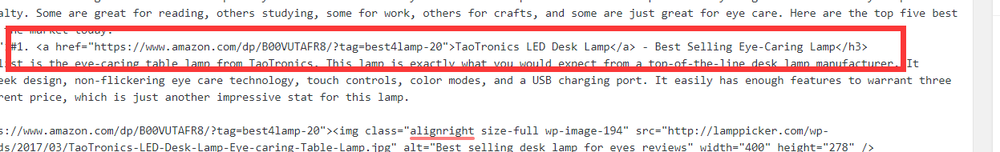 alty. Some are great for reading, others studying, some for work, others for crafts, and some are just great for eye care. Here are the top five best
the market today.
"#1. <a href="https://www.amazon.com/dp/B00VUTAFR8/?tag=best4lamp-20">TaoTronics LED Desk Lamp</a> - Best Selling Eye-Caring Lamp</h3>
list is the eye-caring table lamp from TaoTronics. This lamp is exactly what you would expect from a top-of-the-line desk lamp manufacturer. It
eek design, non-flickering eye care technology, touch controls, color modes, and a USB charging port. It easily has enough features to warrant three
rent price, which is just another impressive stat for this lamp.
s://www.amazon.com/dp/B00VUTAFR8/?tag=best4lamp-20"><img class="alignright size-full wp-image-194" src="http://lamppicker.com/wp-
ds/2017/03/TaoTronics-LED-Desk-Lamp-Eye-caring-Table-Lamp.jpg" alt="Best selling desk lamp for eyes reviews" width="400" height="278" />